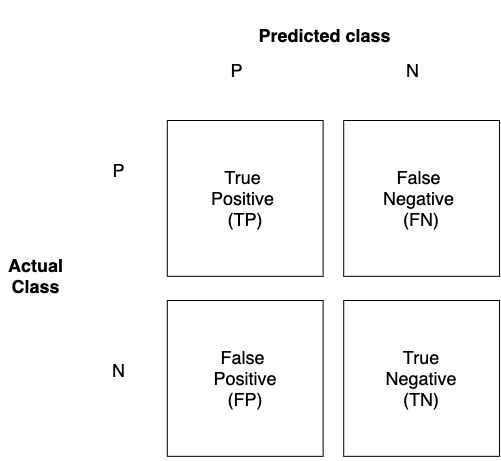 Predicted class
P N
P
True
Positive
(TP)
False
Negative
(FN)
Actual
Class
N
False
Positive
(FP)
True
Negative
(TN)